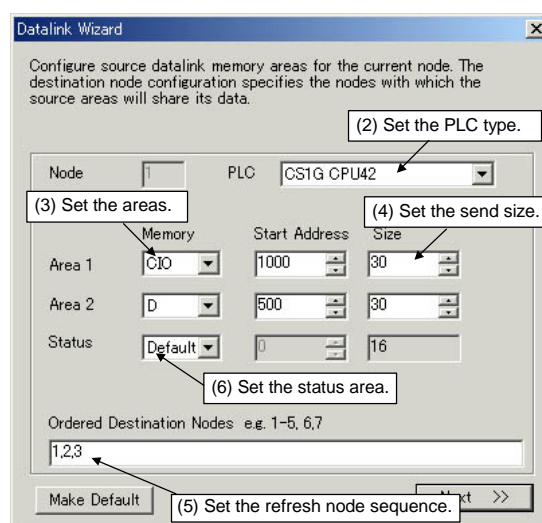 Datalink Wizard
Configure source datalink memory areas for the current node. The
destination node configuration specifies the nodes with which the
source areas will share its data.
(2) Set the PLC type.
Node 1 PLC CS1G CPU42
(3) Set the areas.
(4) Set the send size.
Memory Start Address Size
Area 1 CIO 1000 30
Area 2 D 500 30
Status Default 0 16
(6) Set the status area.
Ordered Destination Nodes e.g. 1-5, 6,7
1,2,3
Make Default
(5) Set the refresh node sequence.
xt >>